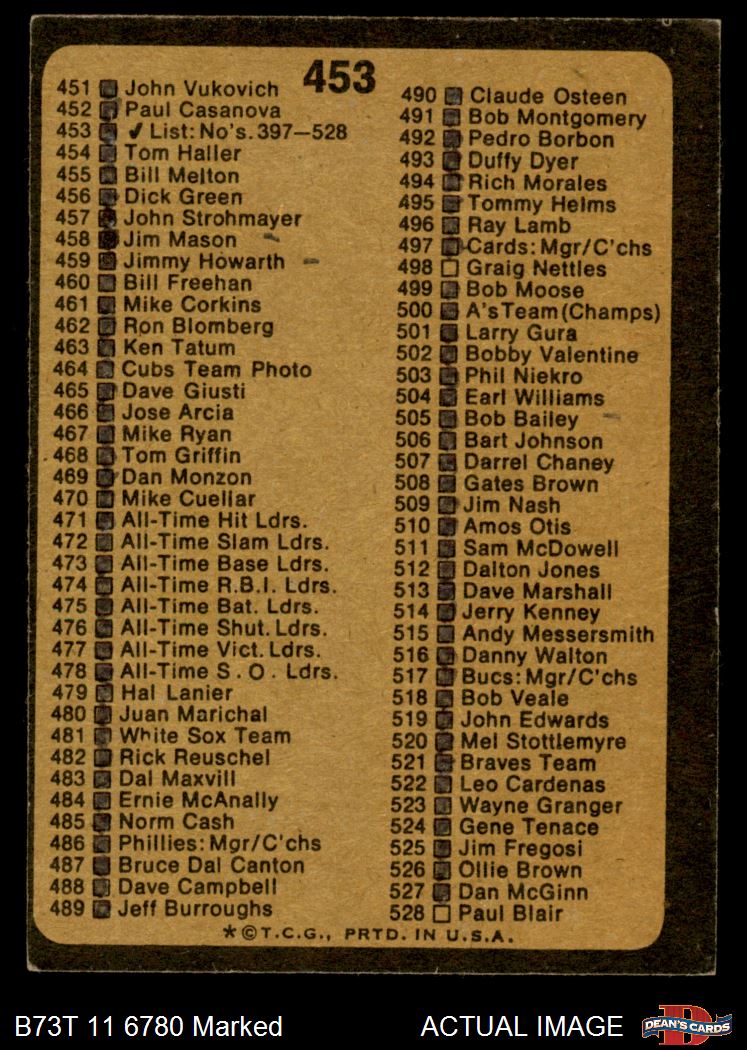 453
451 John Vukovich
452 Paul Casanova
453 ✓ List: No's. 397—528
454 Tom Haller
455 Bill Melton
456 Dick Green
457 John Strohmayer
458 Jim Mason
459 Jimmy Howarth
460 Bill Freehan
461 Mike Corkins
462 Ron Blomberg
463 Ken Tatum
464 Cubs Team Photo
465 Dave Giusti
466 Jose Arcia
467 Mike Ryan
468 Tom Griffin
469 Dan Monzon
470 Mike Cuellar
471 All-Time Hit Ldrs.
472 All-Time Slam Ldrs.
473 All-Time Base Ldrs.
474 All-Time R.B.I. Ldrs.
475 All-Time Bat. Ldrs.
476 All-Time Shut. Ldrs.
477 All-Time Vict. Ldrs.
478 All-Time S.O. Ldrs.
479 Hal Lanier
480 Juan Marichal
481 White Sox Team
482 Rick Reuschel
483 Dal Maxvill
484 Ernie McAnally
485 Norm Cash
486 Phillies: Mgr/C'chs
487 Bruce Dal Canton
488 Dave Campbell
489 Jeff Burroughs
490 Claude Osteen
491 Bob Montgomery
492 Pedro Borbon
493 Duffy Dyer
494 Rich Morales
495 Tommy Helms
496 Ray Lamb
497 Cards: Mgr/C'chs
498 Graig Nettles
499 Bob Moose
500 A's Team (Champs)
501 Larry Gura
502 Bobby Valentine
503 Phil Niekro
504 Earl Williams
505 Bob Bailey
506 Bart Johnson
507 Darrel Chaney
508 Gates Brown
509 Jim Nash
510 Amos Otis
511 Sam McDowell
512 Dalton Jones
513 Dave Marshall
514 Jerry Kenney
515 Andy Messersmith
516 Danny Walton
517 Bucs: Mgr/C'chs
518 Bob Veale
519 John Edwards
520 Mel Stottlemyre
521 Braves Team
522 Leo Cardenas
523 Wayne Granger
524 Gene Tenace
525 Jim Fregosi
526 Ollie Brown
527 Dan McGinn
528 Paul Blair
*©T.C.G., PRTD. IN U.S.A.
B73T 11 6780 Marked
ACTUAL IMAGE
D
DEAN'S CARDS